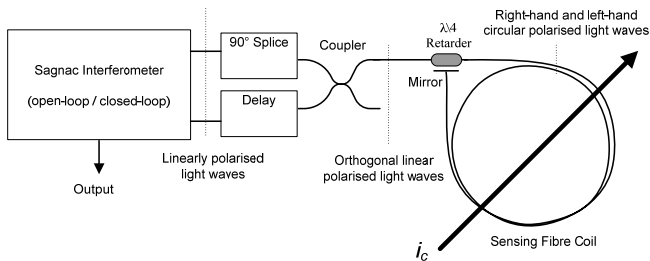 Sagnac Interferometer
(open-loop / closed-loop)
Output
90° Splice
Delay
Linearly polarised
light waves
Coupler
Orthogonal linear
polarised light waves
λ\4
Retarder
Mirror
Right-hand and left-hand
circular polarised light waves
Sensing Fibre Coil
ic